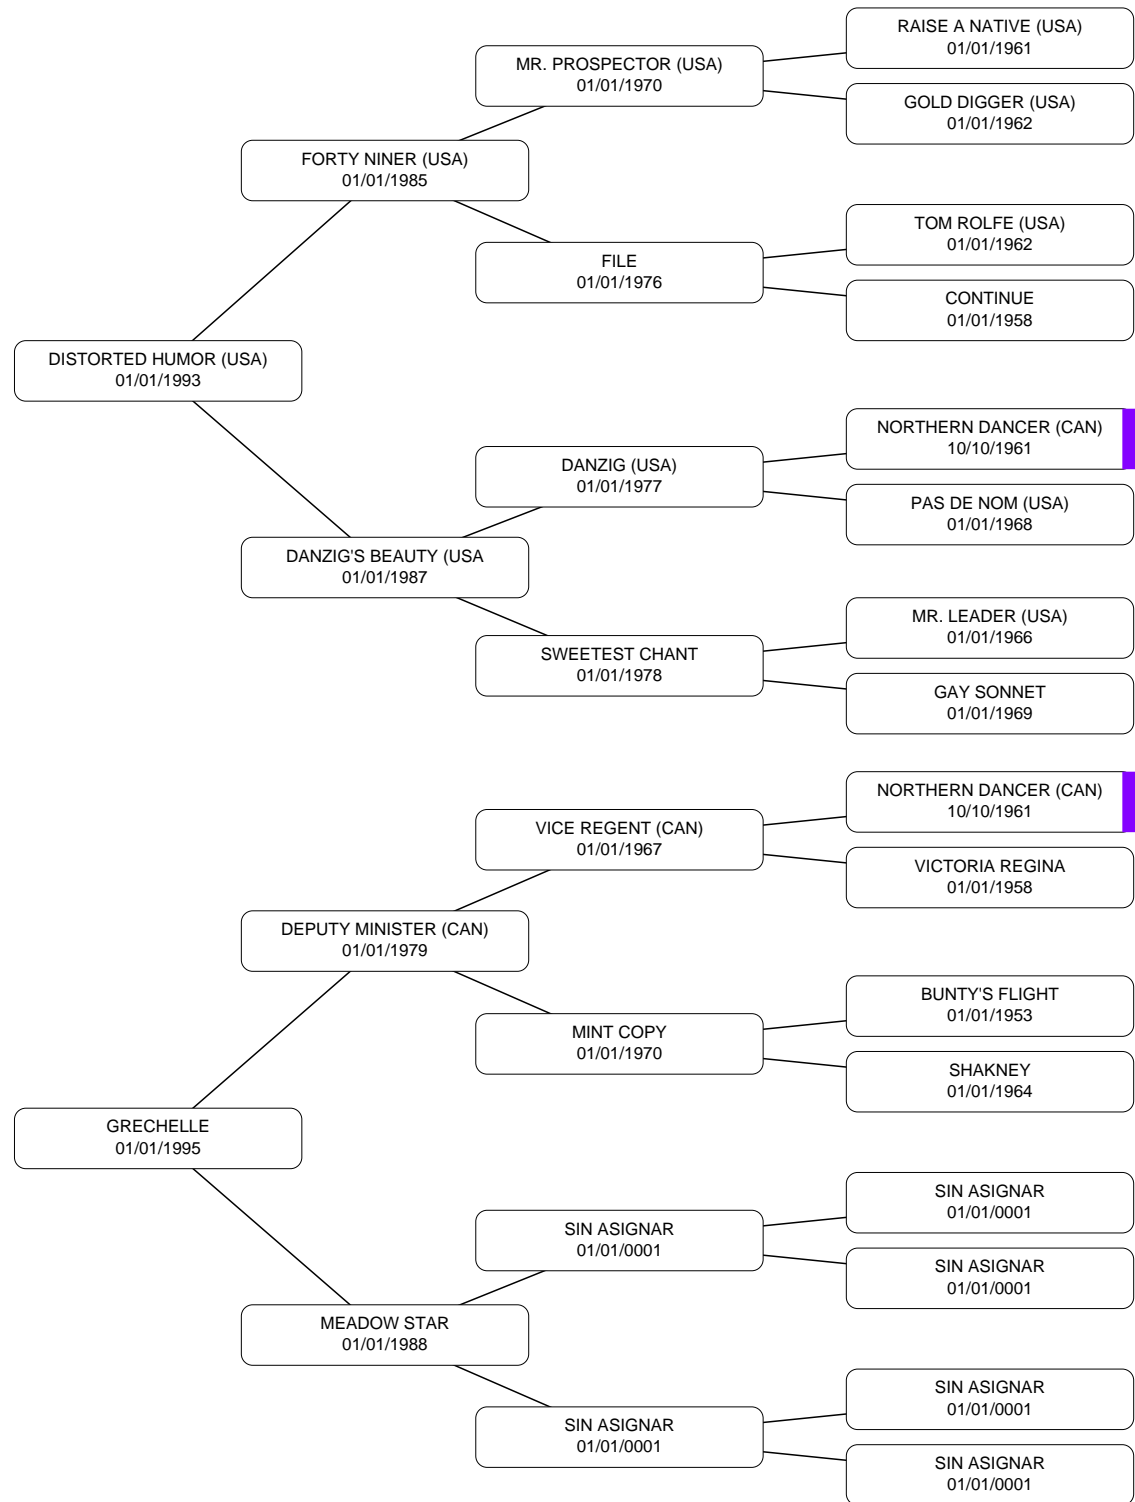 RAISE A NATIVE (USA)
01/01/1961
MR. PROSPECTOR (USA)
01/01/1970
GOLD DIGGER (USA)
01/01/1962
FORTY NINER (USA)
01/01/1985
TOM ROLFE (USA)
01/01/1962
FILE
01/01/1976
CONTINUE
01/01/1958
DISTORTED HUMOR (USA)
01/01/1993
NORTHERN DANCER (CAN)
10/10/1961
DANZIG (USA)
01/01/1977
PAS DE NOM (USA)
01/01/1968
DANZIG'S BEAUTY (USA
01/01/1987
MR. LEADER (USA)
01/01/1966
SWEETEST CHANT
01/01/1978
GAY SONNET
01/01/1969
NORTHERN DANCER (CAN)
10/10/1961
VICE REGENT (CAN)
01/01/1967
VICTORIA REGINA
01/01/1958
DEPUTY MINISTER (CAN)
01/01/1979
BUNTY'S FLIGHT
01/01/1953
MINT COPY
01/01/1970
SHAKNEY
01/01/1964
GRECHELLE
01/01/1995
SIN ASIGNAR
01/01/0001
SIN ASIGNAR
01/01/0001
SIN ASIGNAR
01/01/0001
MEADOW STAR
01/01/1988
SIN ASIGNAR
01/01/0001
SIN ASIGNAR
01/01/0001
SIN ASIGNAR
01/01/0001